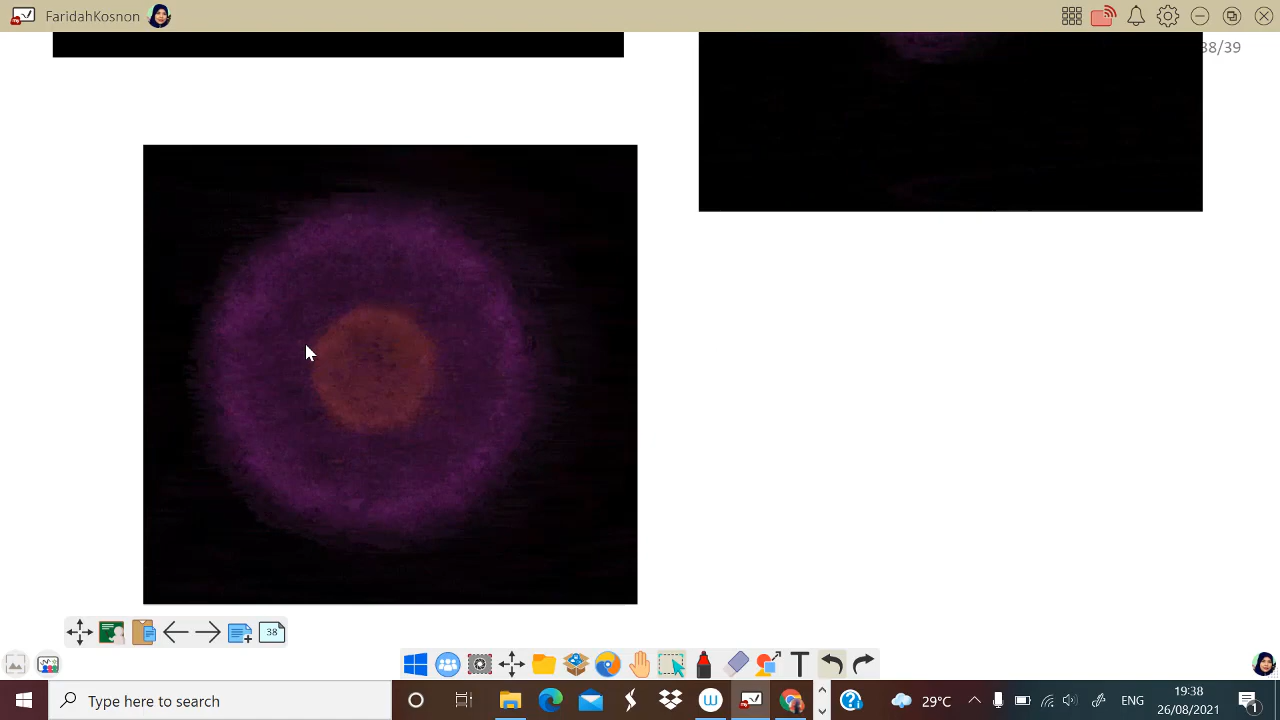 FaridahKosnon
38/39
38
T
Type here to search
29°C
ENG
19:38
26/08/2021
1